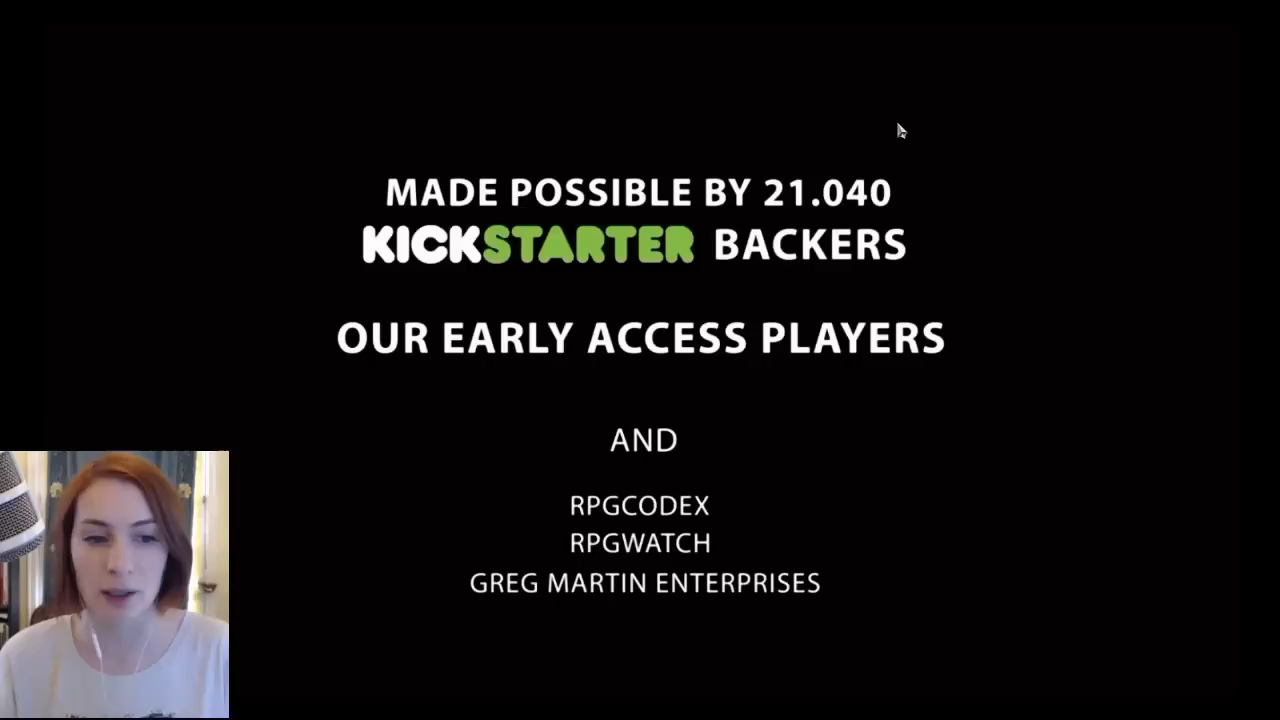 MADE POSSIBLE BY 21.040
KICKSTARTER BACKERS
OUR EARLY ACCESS PLAYERS
AND
RPGCODEX
RPGWATCH
GREG MARTIN ENTERPRISES